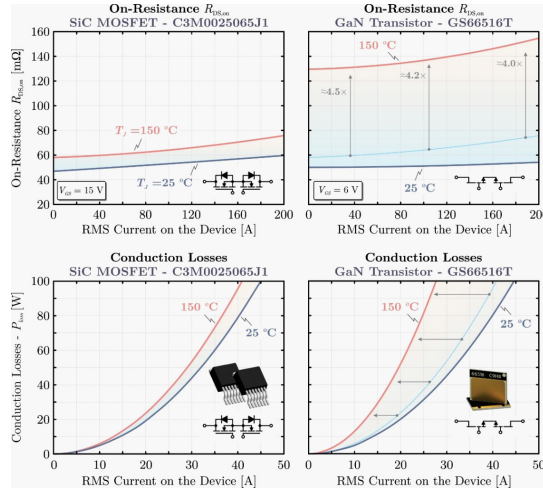 On-Resistance R_DS,on
SiC MOSFET - C3M0025065J1
On-Resistance R_DS,on [mΩ]
160
140
120
100
80
60
40
20
T_J = 150 °C
T_J = 25 °C
V_GS = 15 V
0 40 80 120 160 200
RMS Current on the Device [A]
On-Resistance R_DS,on
GaN Transistor - GS66516T
150 °C
≈4.5×
≈4.2×
≈4.0×
25 °C
V_GS = 6 V
0 40 80 120 160 200
RMS Current on the Device [A]
Conduction Losses
SiC MOSFET - C3M0025065J1
Conduction Losses - P_loss [W]
100
80
60
40
20
0
150 °C
25 °C
0 10 20 30 40 50
RMS Current on the Device [A]
Conduction Losses
GaN Transistor - GS66516T
150 °C
25 °C
0 10 20 30 40 50
RMS Current on the Device [A]